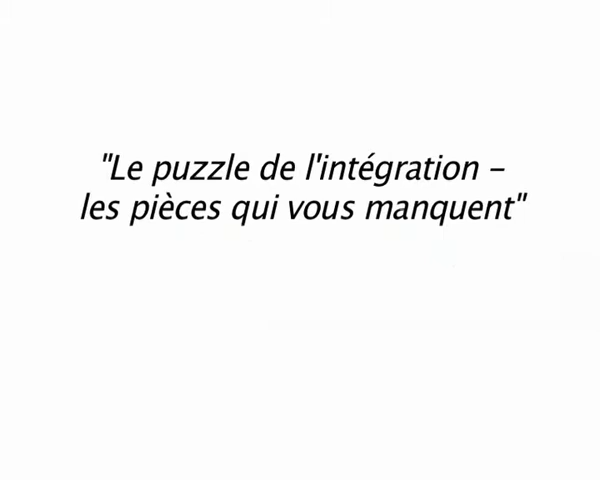 "Le puzzle de l'intégration –
les pièces qui vous manquent"